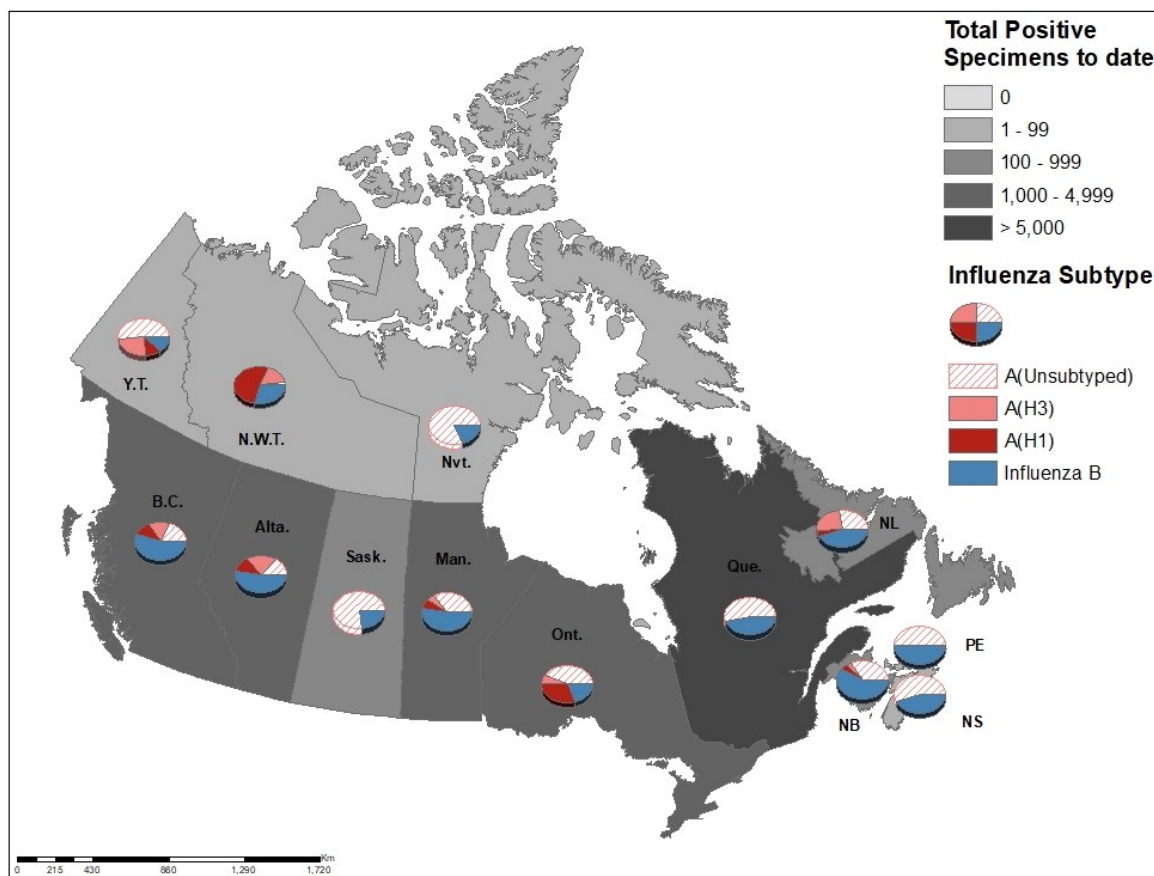 Total Positive
Specimens to date
0
1 - 99
100 - 999
1,000 - 4,999
> 5,000
Influenza Subtype
A(Unsubtyped)
A(H3)
A(H1)
Influenza B
Y.T.
N.W.T.
Nvt.
B.C.
Alta.
Sask.
Man.
Ont.
Que.
NL
PE
NB
NS
Km
0 215 430 860 1,290 1,720